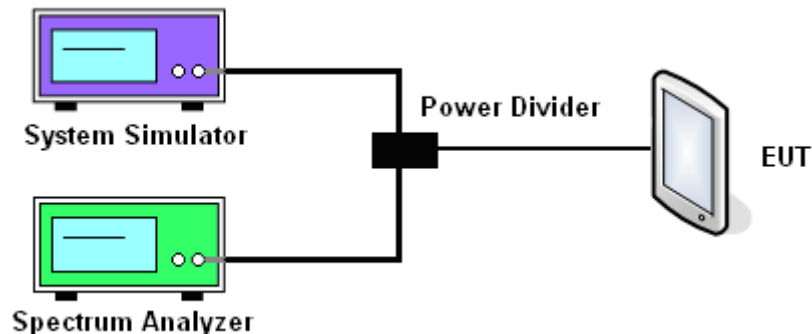 System Simulator
Power Divider
EUT
Spectrum Analyzer